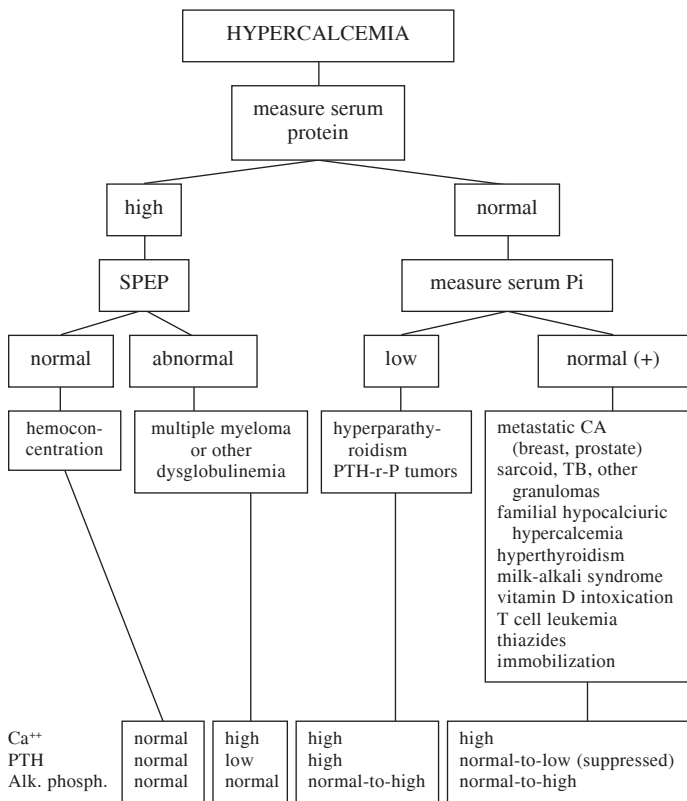 HYPERCALCEMIA
measure serum
protein
high
normal
SPEP
measure serum Pi
normal
abnormal
low
normal (+)
hemocon-
centration
multiple myeloma
or other
dysglobulinemia
hyperparathy-
roidism
PTH-r-P tumors
metastatic CA
(breast, prostate)
sarcoid, TB, other
granulomas
familial hypocalciuric
hypercalcemia
hyperthyroidism
milk-alkali syndrome
vitamin D intoxication
T cell leukemia
thiazides
immobilization
Ca⁺⁺ normal high high high
PTH normal low high normal-to-low (suppressed)
Alk. phosph. normal normal normal-to-high normal-to-high